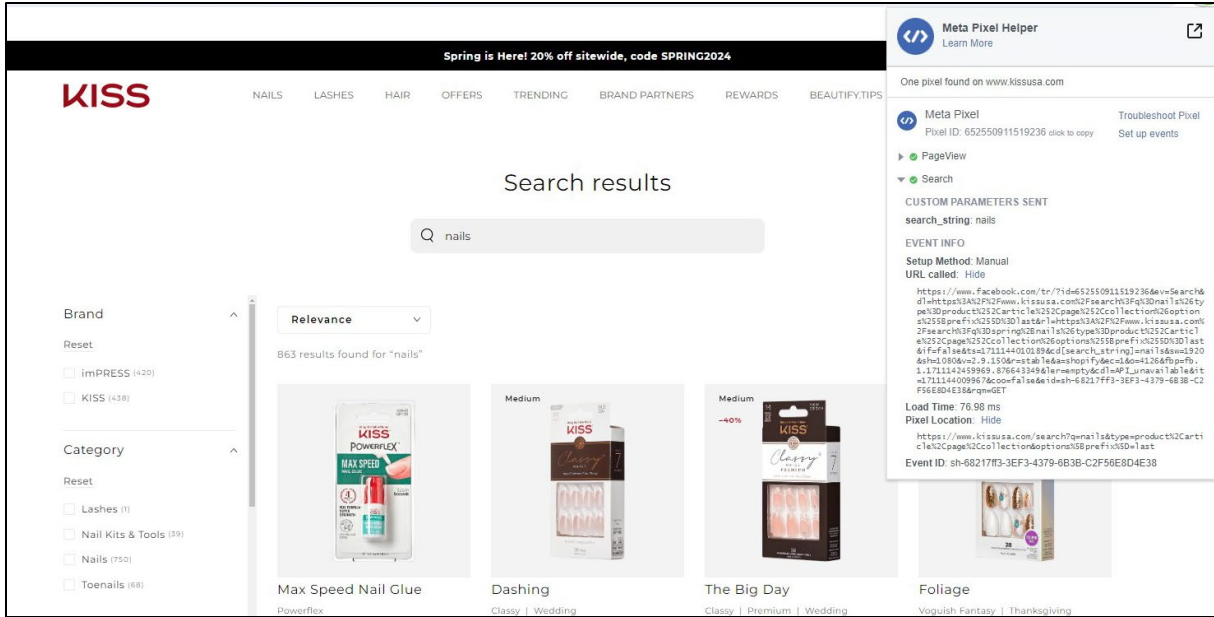 Spring is Here! 20% off sitewide, code SPRING2024
KISS
NAILS LASHES HAIR OFFERS TRENDING BRAND PARTNERS REWARDS BEAUTIFY.TIPS
Search results
nails
Brand
Reset
imPRESS (420)
KISS (438)
Category
Reset
Lashes (1)
Nail Kits & Tools (39)
Nails (750)
Toenails (68)
Relevance
863 results found for “nails”
KISS
POWERFLEX
MAX SPEED
Max Speed Nail Glue
Powerflex
Medium
KISS
Classy
Dashing
Classy | Wedding
Medium
-40%
KISS
Classy
PREMIUM
The Big Day
Classy | Premium | Wedding
28
Foliage
Voguish Fantasy | Thanksgiving
Meta Pixel Helper
Learn More
One pixel found on www.kissusa.com
Meta Pixel
Troubleshoot Pixel
Pixel ID: 652550911519236 click to copy
Set up events
PageView
Search
CUSTOM PARAMETERS SENT
search_string: nails
EVENT INFO
Setup Method: Manual
URL called: Hide
https://www.facebook.com/tr/?id=652550911519236&ev=Search&
dl=https%3A%2F%2Fwww.kissusa.com%2Fsearch%3Fq%3Dnails%26ty
pe%3Dproduct%252Carticle%252Cpage%252Ccollection%26option
s%255Bprefix%255D%3Dlast&rl=https%3A%2F%2Fwww.kissusa.com%
2Fsearch%3Fq%3Dspring%2Bnails%26type%3Dproduct%252Carticl
e%252Cpage%252Ccollection%26options%255Bprefix%255D%3Dlast
&if=false&ts=1711144010189&cd[search_string]=nails&sw=1920
&sh=1080&v=2.9.150&r=stable&a=shopify&ec=1&o=4126&fbp=fb.
1.1711142459969.876643349&ler=empty&cdl=API_unavailable&it
=1711144009967&coo=false&eid=sh-68217ff3-3EF3-4379-6B3B-C2
F56E8D4E38&rqm=GET
Load Time: 76.98 ms
Pixel Location: Hide
https://www.kissusa.com/search?q=nails&type=product%2Carti
cle%2Cpage%2Ccollection&options%5Bprefix%5D=last
Event ID: sh-68217ff3-3EF3-4379-6B3B-C2F56E8D4E38